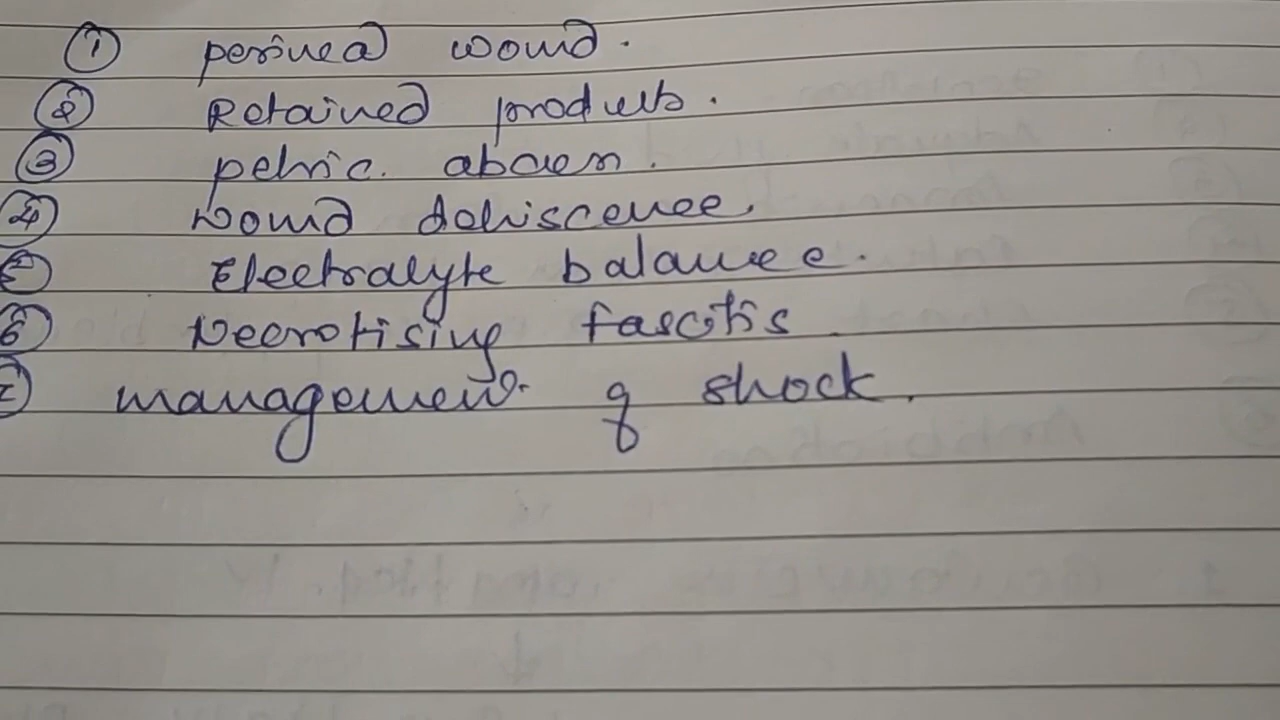 ① perineal wound.
② Retained products.
③ pelvic. abscess.
④ wound dehiscence.
⑤ Electralyte balance.
⑥ Necrotising fascitis
⑦ management of shock.